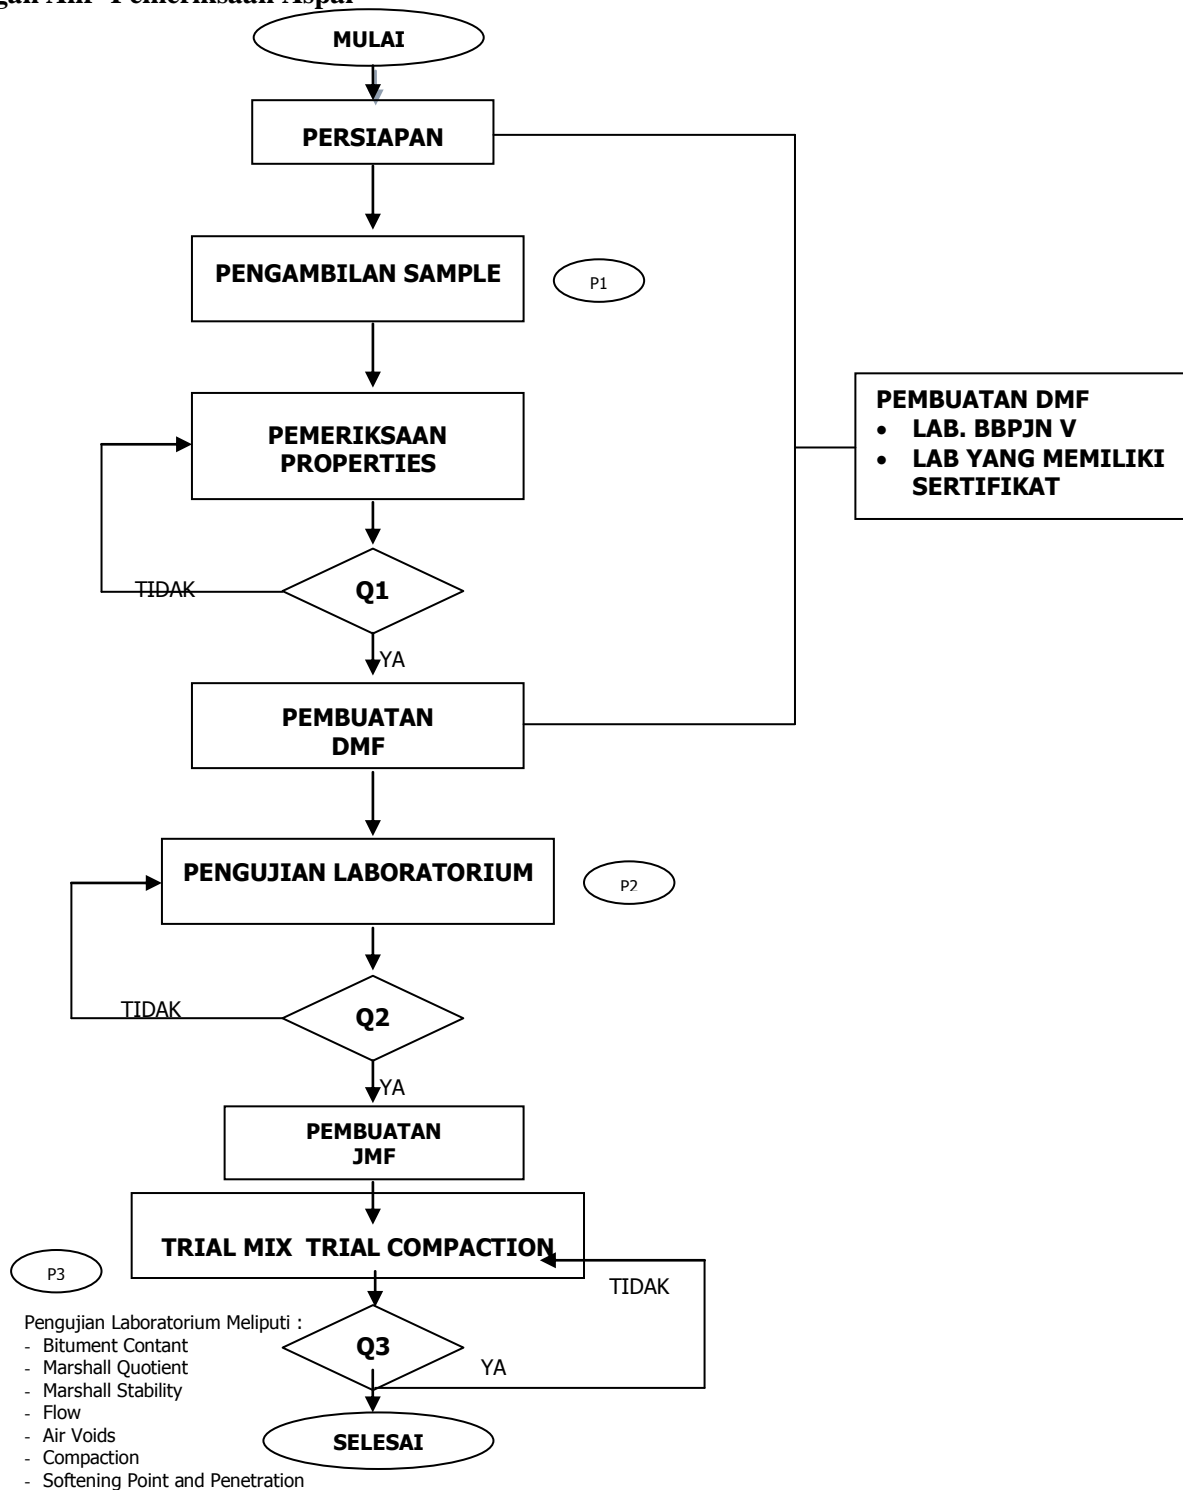 Pemeriksaan Aspal
MULAI
PERSIAPAN
PENGAMBILAN SAMPLE
P1
PEMERIKSAAN
PROPERTIES
PEMBUATAN DMF
• LAB. BBPJN V
• LAB YANG MEMILIKI
SERTIFIKAT
TIDAK
Q1
YA
PEMBUATAN
DMF
PENGUJIAN LABORATORIUM
P2
TIDAK
Q2
YA
PEMBUATAN
JMF
TRIAL MIX TRIAL COMPACTION
P3
TIDAK
Pengujian Laboratorium Meliputi :
- Bitument Contant
- Marshall Quotient
- Marshall Stability
- Flow
- Air Voids
- Compaction
- Softening Point and Penetration
Q3
YA
SELESAI